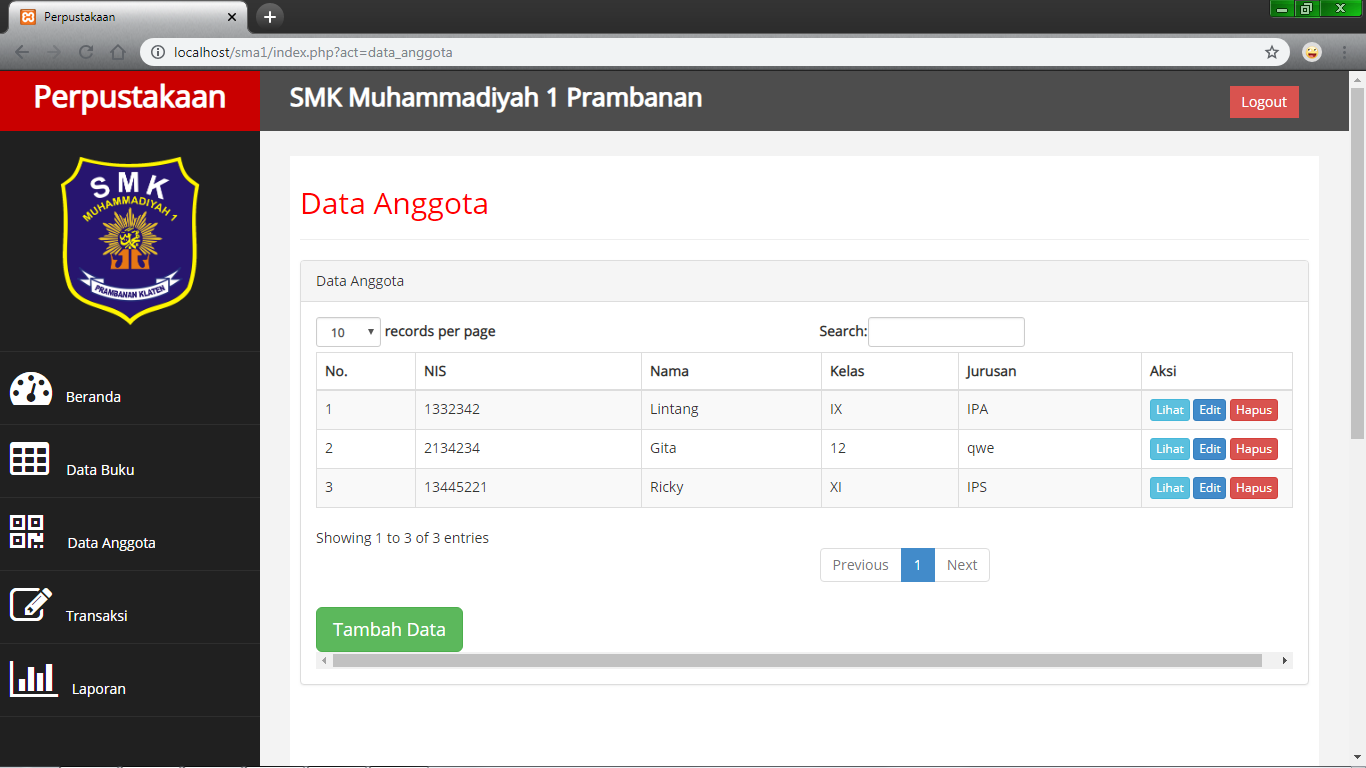 Perpustakaan
localhost/sma1/index.php?act=data_anggota
Perpustakaan
SMK Muhammadiyah 1 Prambanan
Logout
SMK
MUHAMMADIYAH 1
PRAMBANAN KLATEN
Beranda
Data Buku
Data Anggota
Transaksi
Laporan
Data Anggota
Data Anggota
10 records per page Search:
No. NIS Nama Kelas Jurusan Aksi
1 1332342 Lintang IX IPA Lihat Edit Hapus
2 2134234 Gita 12 qwe Lihat Edit Hapus
3 13445221 Ricky XI IPS Lihat Edit Hapus
Showing 1 to 3 of 3 entries
Previous 1 Next
Tambah Data